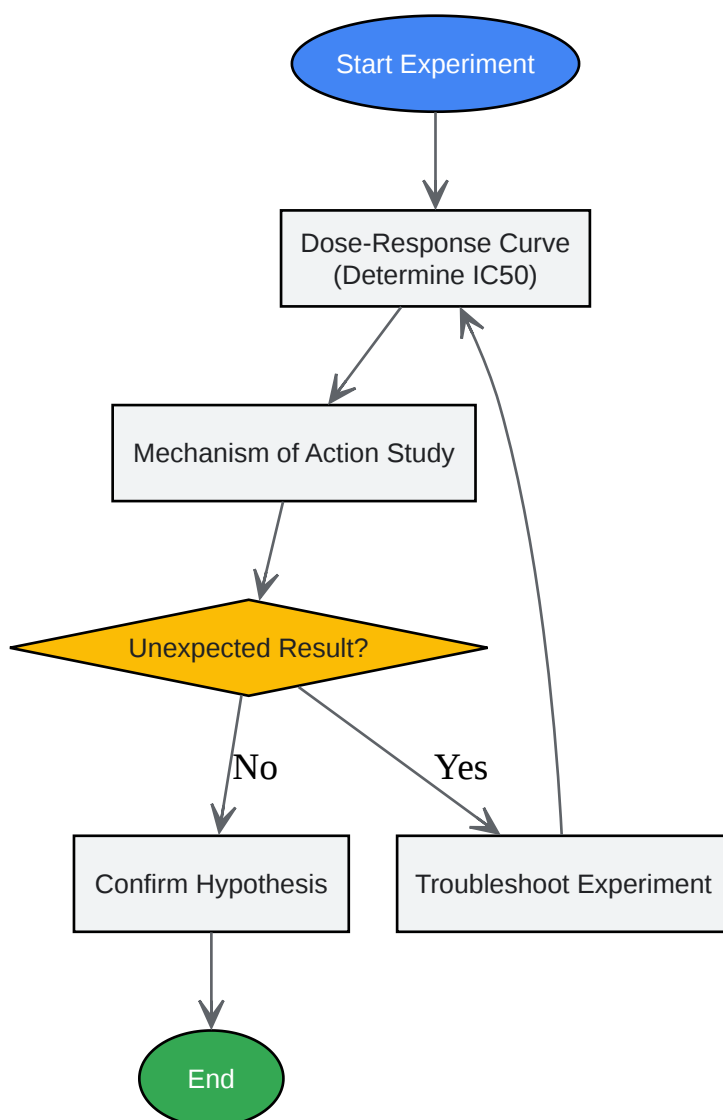 Start Experiment
Dose-Response Curve
(Determine IC50)
Mechanism of Action Study
Unexpected Result?
No
Yes
Confirm Hypothesis
Troubleshoot Experiment
End